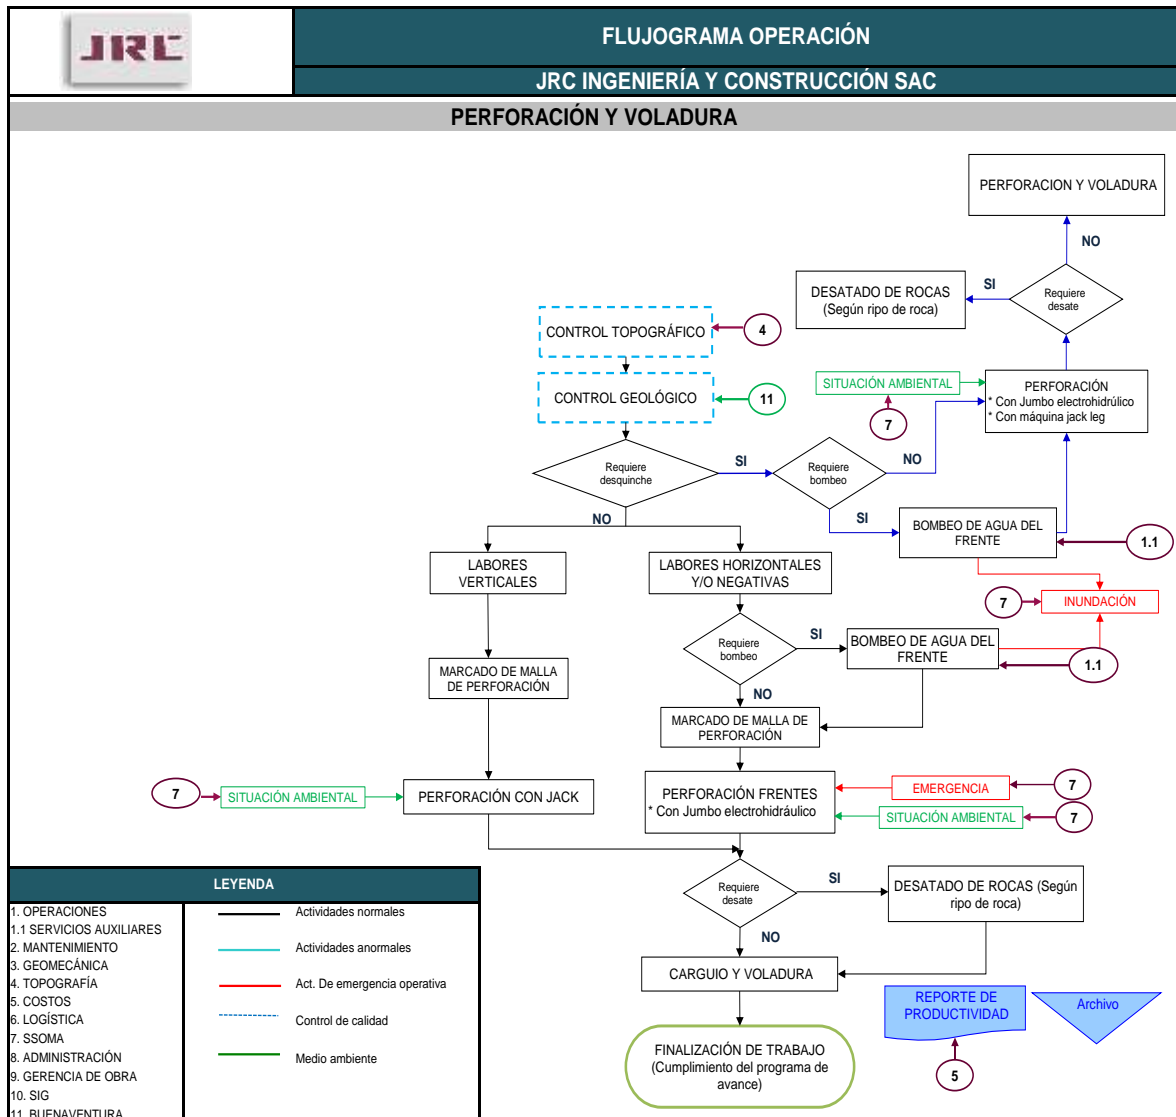 JRC
FLUJOGRAMA OPERACIÓN
JRC INGENIERÍA Y CONSTRUCCIÓN SAC
PERFORACIÓN Y VOLADURA
PERFORACION Y VOLADURA
NO
DESATADO DE ROCAS
(Según ripo de roca)
SI
Requiere
desate
CONTROL TOPOGRÁFICO
4
CONTROL GEOLÓGICO
11
SITUACIÓN AMBIENTAL
7
PERFORACIÓN
* Con Jumbo electrohidrúlico
* Con máquina jack leg
Requiere
desquinche
SI
Requiere
bombeo
NO
SI
BOMBEO DE AGUA DEL
FRENTE
1.1
NO
LABORES
VERTICALES
LABORES HORIZONTALES
Y/O NEGATIVAS
7
INUNDACIÓN
Requiere
bombeo
SI
BOMBEO DE AGUA DEL
FRENTE
1.1
MARCADO DE MALLA
DE PERFORACIÓN
NO
MARCADO DE MALLA DE
PERFORACIÓN
7
SITUACIÓN AMBIENTAL
PERFORACIÓN CON JACK
PERFORACIÓN FRENTES
* Con Jumbo electrohidráulico
EMERGENCIA
7
SITUACIÓN AMBIENTAL
7
Requiere
desate
SI
DESATADO DE ROCAS (Según
ripo de roca)
NO
CARGUIO Y VOLADURA
FINALIZACIÓN DE TRABAJO
(Cumplimiento del programa de
avance)
REPORTE DE
PRODUCTIVIDAD
Archivo
5
LEYENDA
1. OPERACIONES
1.1 SERVICIOS AUXILIARES
2. MANTENIMIENTO
3. GEOMECÁNICA
4. TOPOGRAFÍA
5. COSTOS
6. LOGÍSTICA
7. SSOMA
8. ADMINISTRACIÓN
9. GERENCIA DE OBRA
10. SIG
11. BUENAVENTURA
Actividades normales
Actividades anormales
Act. De emergencia operativa
Control de calidad
Medio ambiente